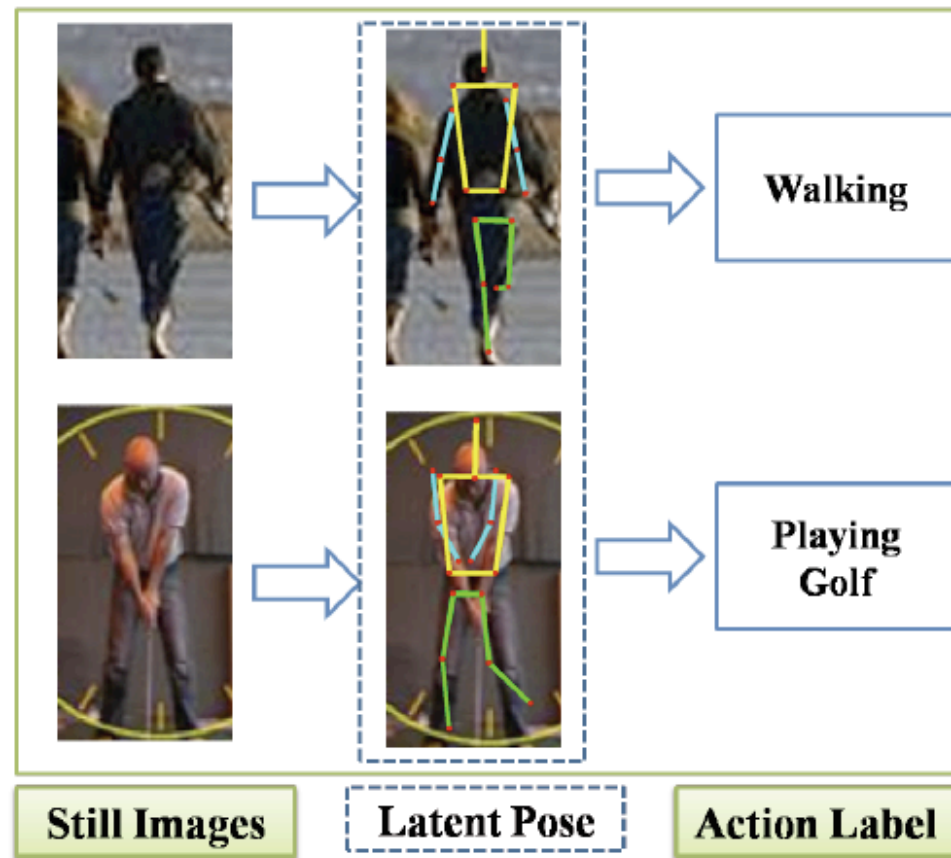 Walking
Playing
Golf
Still Images
Latent Pose
Action Label